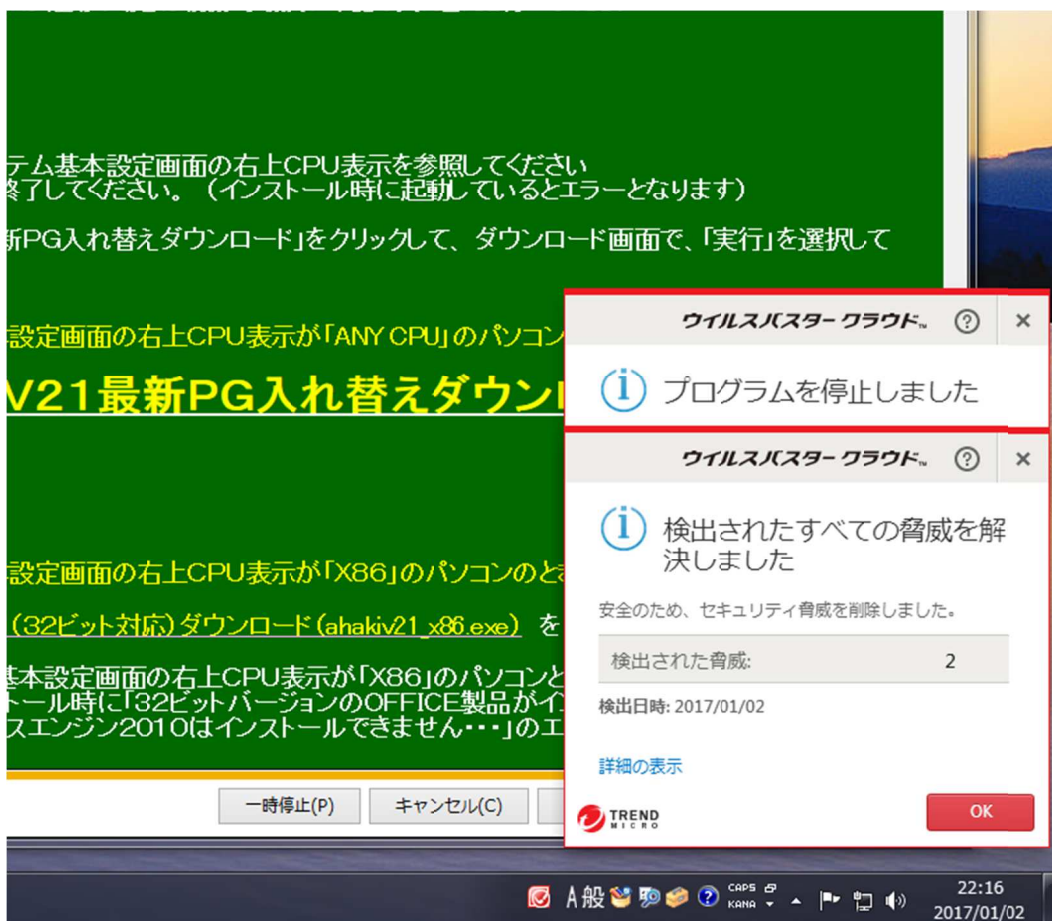 テム基本設定画面の右上CPU表示を参照してください
終了してください。（インストール時に起動しているとエラーとなります）
新PG入れ替えダウンロード」をクリックして、ダウンロード画面で、「実行」を選択して
設定画面の右上CPU表示が「ANY CPU」のパソコン
V21最新PG入れ替えダウン
設定画面の右上CPU表示が「X86」のパソコンのと
（32ビット対応）ダウンロード（ahakiv21_x86.exe） を
基本設定画面の右上CPU表示が「X86」のパソコンと
トール時に「32ビットバージョンのOFFICE製品がイ
スエンジン2010はインストールできません・・・」のエ
一時停止(P)
キャンセル(C)
ウイルスバスター クラウド™
プログラムを停止しました
ウイルスバスター クラウド™
検出されたすべての脅威を解
決しました
安全のため、セキュリティ脅威を削除しました。
検出された脅威: 2
検出日時: 2017/01/02
詳細の表示
TREND
MICRO
OK
A 般
CAPS
KANA
22:16
2017/01/02